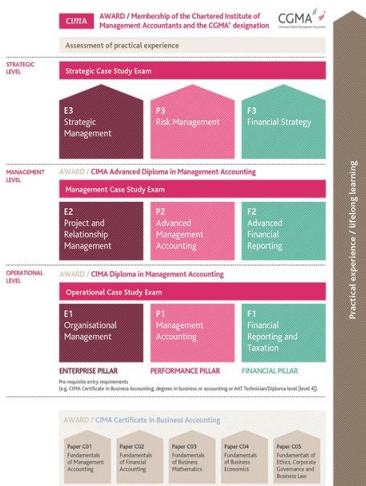 CIMA
AWARD / Membership of the Chartered Institute of
Management Accountants and the CGMA® designation
CGMA
Assessment of practical experience
STRATEGIC
LEVEL
Strategic Case Study Exam
E3
Strategic
Management
P3
Risk Management
F3
Financial Strategy
MANAGEMENT
LEVEL
AWARD / CIMA Advanced Diploma in Management Accounting
Management Case Study Exam
E2
Project and
Relationship
Management
P2
Advanced
Management
Accounting
F2
Advanced
Financial
Reporting
OPERATIONAL
LEVEL
AWARD / CIMA Diploma in Management Accounting
Operational Case Study Exam
E1
Organisational
Management
P1
Management
Accounting
F1
Financial
Reporting and
Taxation
ENTERPRISE PILLAR
PERFORMANCE PILLAR
FINANCIAL PILLAR
Pre-requisite entry requirements
(e.g. CIMA Certificate in Business Accounting, degrees in business or accounting or AAT Technician/Diploma level [level 4]).
AWARD / CIMA Certificate in Business Accounting
Paper C01
Fundamentals
of Management
Accounting
Paper C02
Fundamentals
of Financial
Accounting
Paper C03
Fundamentals
of Business
Mathematics
Paper C04
Fundamentals
of Business
Economics
Paper C05
Fundamentals of
Ethics, Corporate
Governance and
Business Law
Practical experience / lifelong learning